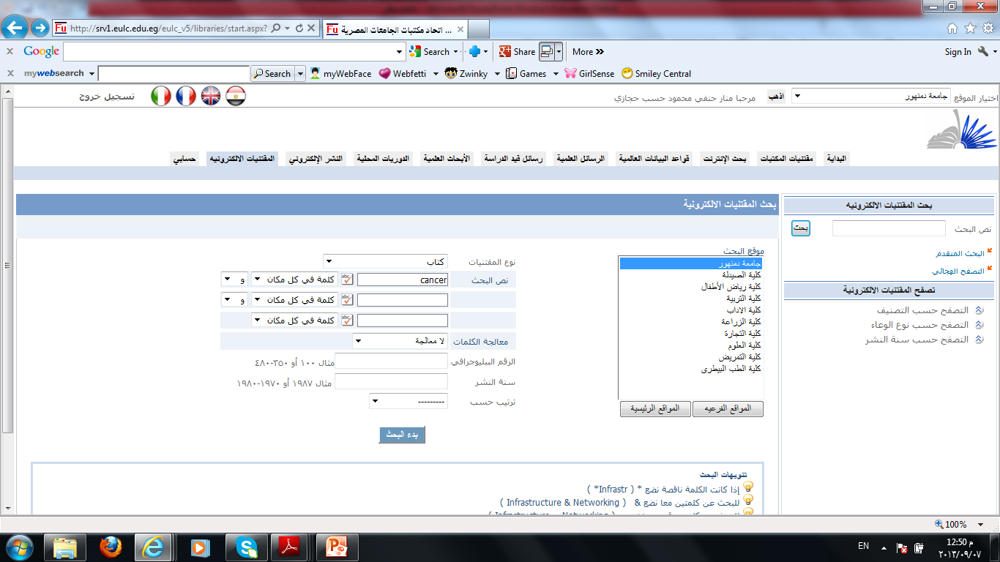 http://srv1.eulc.edu.eg/eulc_v5/libraries/start.aspx?
Fu اتحاد مكتبات الجامعات المصرية ...
x Google Search Share More » Sign In
x mywebsearch Search myWebFace Webfetti Zwinky Games GirlSense Smiley Central
اختيار الموقع جامعة دمنهور اذهب مرحبا منار حنفي محمود حسب حجازي تسجيل خروج
البداية مقتنيات المكتبات بحث الإنترنت قواعد البيانات العالمية الرسائل العلمية رسائل قيد الدراسة الأبحاث العلمية الدوريات المحلية النشر الإلكتروني المقتنيات الالكترونيه حسابي
بحث المقتنيات الالكترونيه
نص البحث بحث
البحث المتقدم
التصفح الهجائي
تصفح المقتنيات الالكترونية
التصفح حسب التصنيف
التصفح حسب نوع الوعاء
التصفح حسب سنة النشر
بحث المقتنيات الالكترونية
موقع البحث
جامعة دمنهور
كلية الصيدلة
كلية رياض الأطفال
كلية التربية
كلية الاداب
كلية الزراعة
كلية التجارة
كلية العلوم
كلية التمريض
كلية الطب البيطرى
المواقع الفرعيه المواقع الرئيسية
نوع المقتنيات كتاب
نص البحث cancer كلمة في كل مكان و
كلمة في كل مكان و
كلمة في كل مكان
معالجة الكلمات لا معالجة
الرقم الببليوجرافي مثال ١٠٠ أو ٣٥٠-٤٨٠
سنة النشر مثال ١٩٨٧ أو ١٩٧٠-١٩٨٠
ترتيب حسب ---------
بدء البحث
تنويهات البحث
إذا كانت الكلمة ناقصة نضع * ( Infrastr* )
للبحث عن كلمتين معا نضع & ( Infrastructure & Networking )
100%
EN
12:50 م
٢٠١٣/٠٩/٠٧